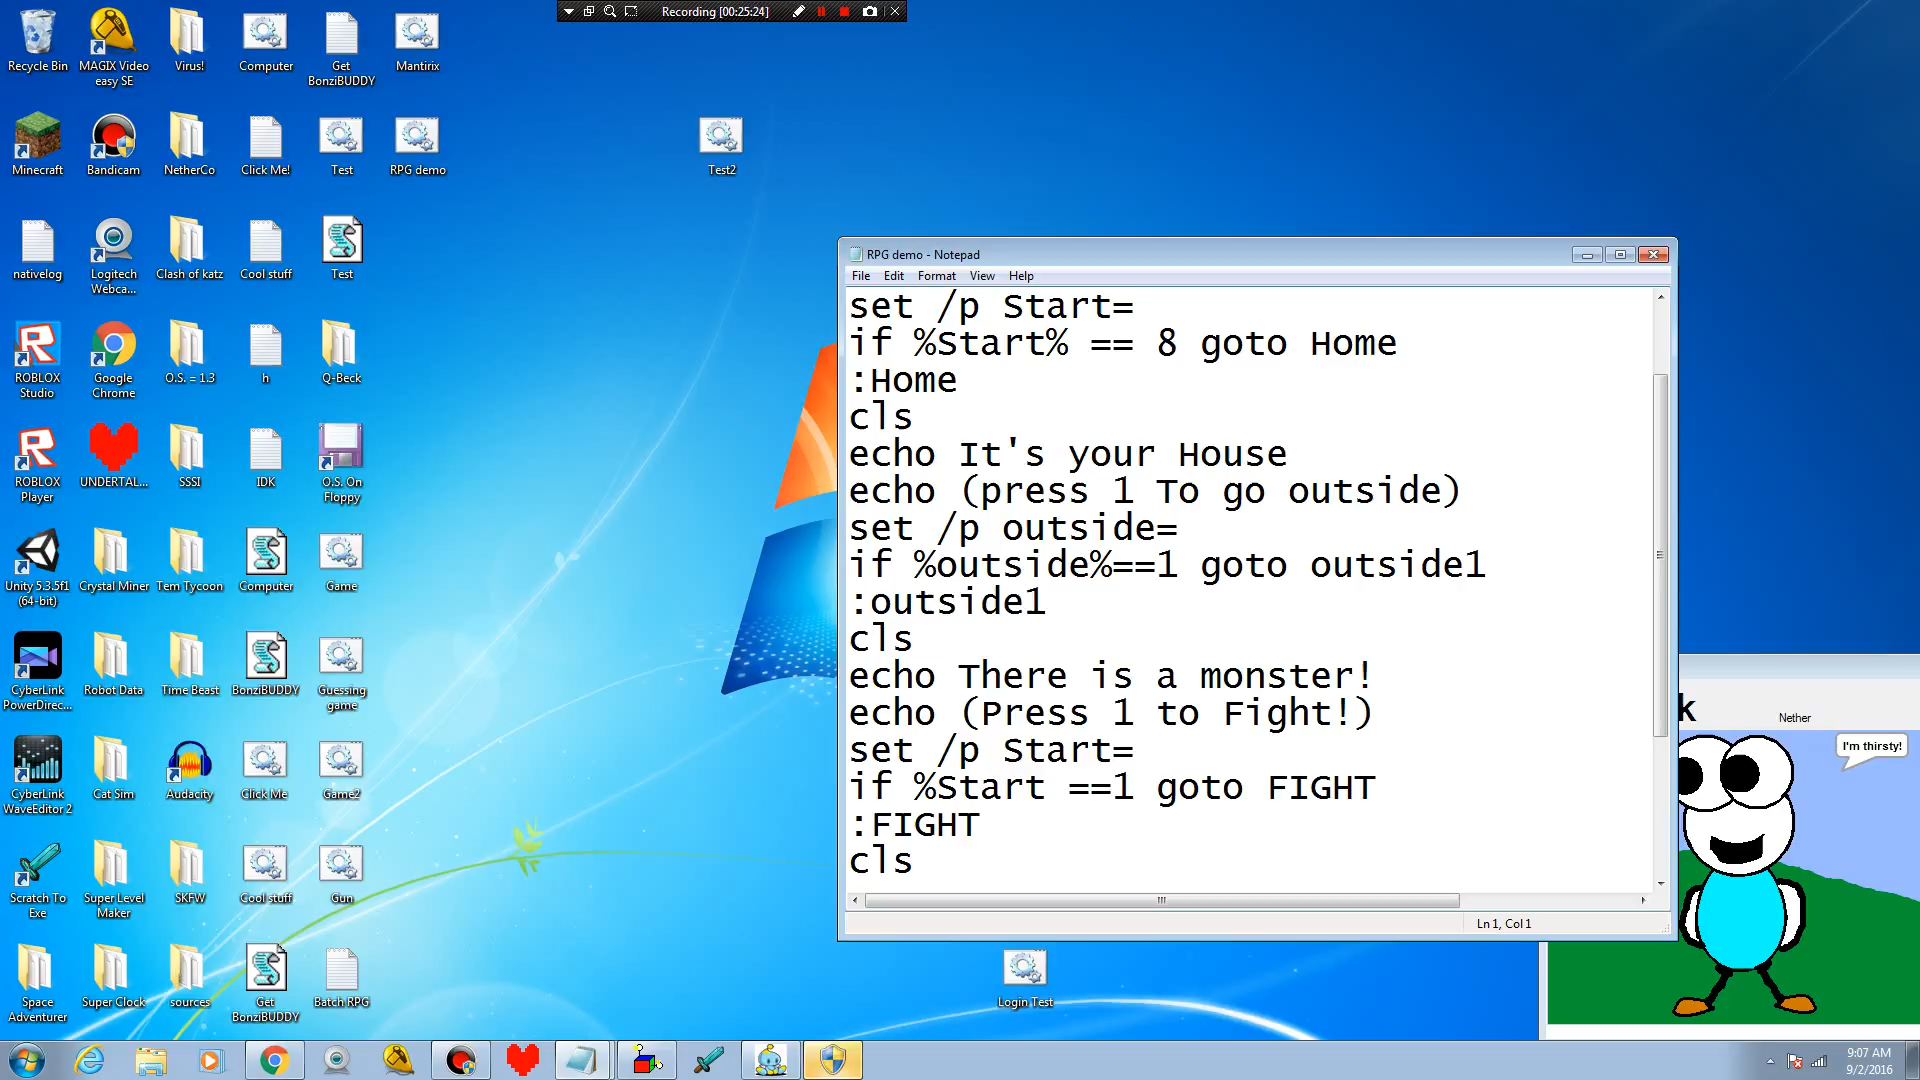 Recording [00:25:24]
Recycle Bin
MAGIX Video
easy SE
Virus!
Computer
Get
BonziBUDDY
Mantirix
Minecraft
Bandicam
NetherCo
Click Me!
Test
RPG demo
Test2
nativelog
Logitech
Webca...
Clash of katz
Cool stuff
Test
ROBLOX
Studio
Google
Chrome
O.S. = 1.3
h
Q-Beck
ROBLOX
Player
UNDERTAL...
SSSI
IDK
O.S. On
Floppy
Unity 5.3.5f1
(64-bit)
Crystal Miner
Tem Tycoon
Computer
Game
CyberLink
PowerDirec...
Robot Data
Time Beast
BonziBUDDY
Guessing
game
CyberLink
WaveEditor 2
Cat Sim
Audacity
Click Me
Game2
Scratch To
Exe
Super Level
Maker
SKFW
Cool stuff
Gun
Space
Adventurer
Super Clock
sources
Get
BonziBUDDY
Batch RPG
Login Test
RPG demo - Notepad
File Edit Format View Help
set /p Start=
if %Start% == 8 goto Home
:Home
cls
echo It's your House
echo (press 1 To go outside)
set /p outside=
if %outside%==1 goto outside1
:outside1
cls
echo There is a monster!
echo (Press 1 to Fight!)
set /p Start=
if %Start ==1 goto FIGHT
:FIGHT
cls
Ln 1, Col 1
k
Nether
I'm thirsty!
9:07 AM
9/2/2016